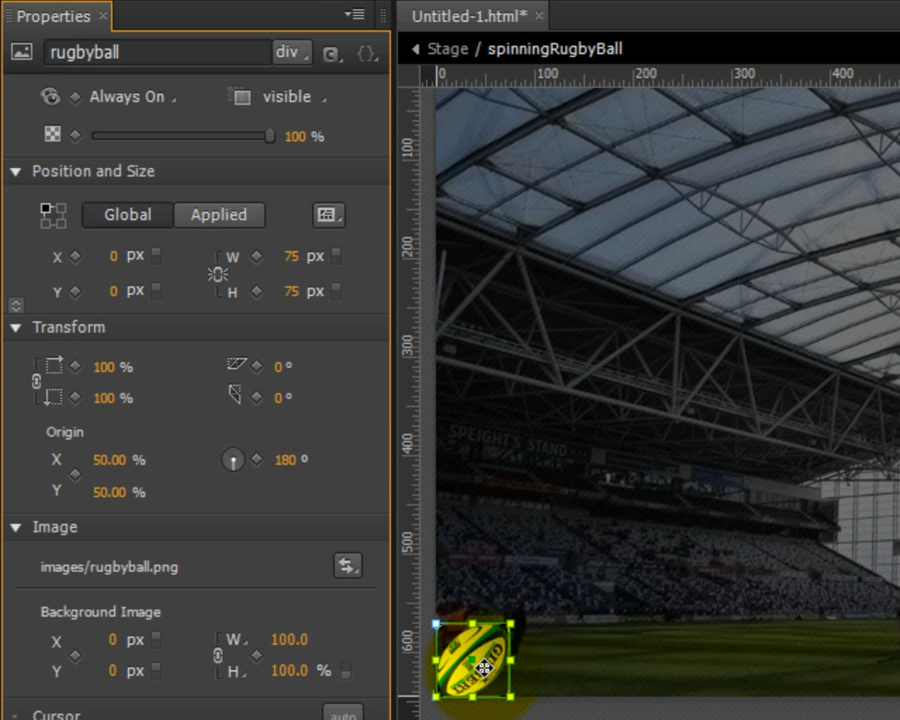 Properties ×
Untitled-1.html* ×
rugbyball div
Stage / spinningRugbyBall
0 100 200 300 400
Always On visible
100 %
Position and Size
Global Applied
X 0 px W 75 px
Y 0 px H 75 px
Transform
100 % 0 °
100 % 0 °
Origin
X 50.00 % 180 °
Y 50.00 %
Image
images/rugbyball.png
Background Image
X 0 px W 100.0
Y 0 px H 100.0 %
Cursor auto
100
200
300
400
500
600
SPEIGHT'S STAND